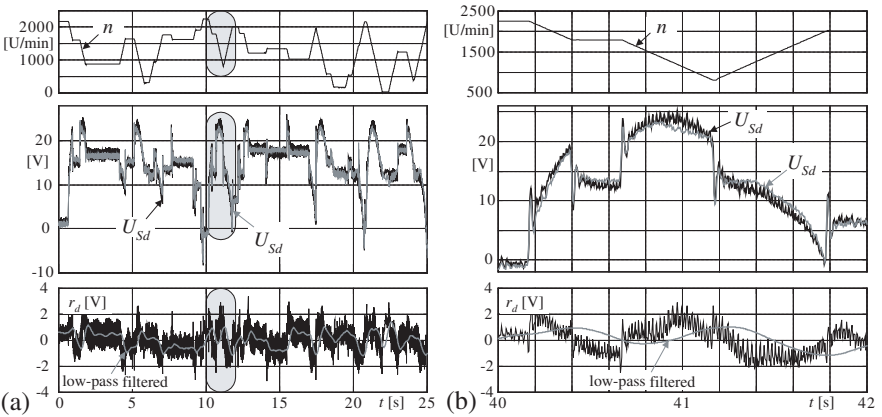 2000
[U/min]
1000
0
n
20
[V]
10
0
-10
U_Sd
U_Sd
4
2
0
-2
-4
r_d [V]
low-pass filtered
0 5 10 15 20 t [s] 25
(a)
2500
[U/min]
1500
500
n
20
[V]
10
0
U_Sd
U_Sd
4
2
0
-2
-4
r_d [V]
low-pass filtered
40 41 t [s] 42
(b)